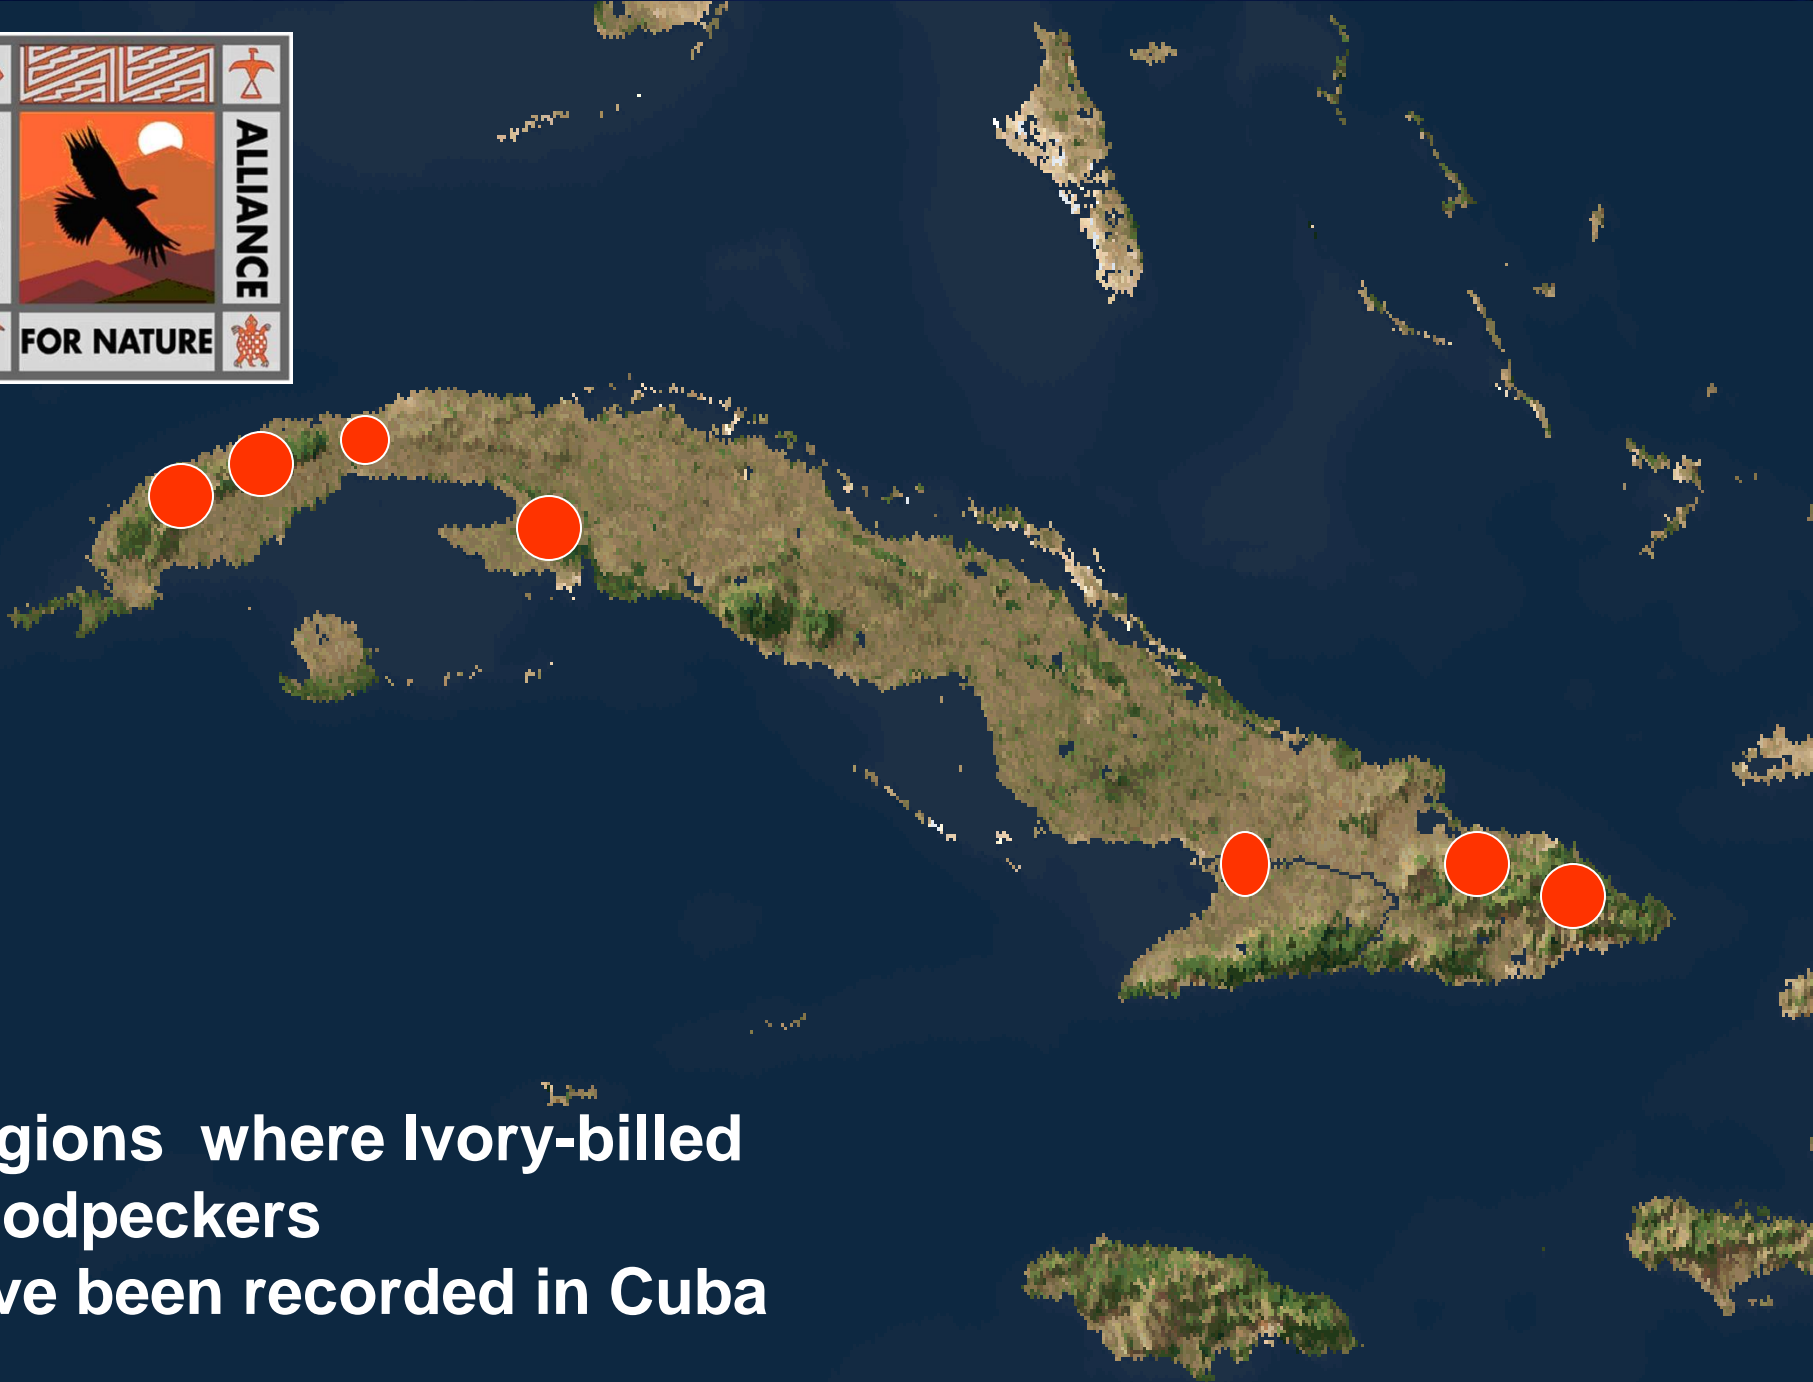 ALLIANCE
FOR NATURE
gions where Ivory-billed
odpeckers
ve been recorded in Cuba